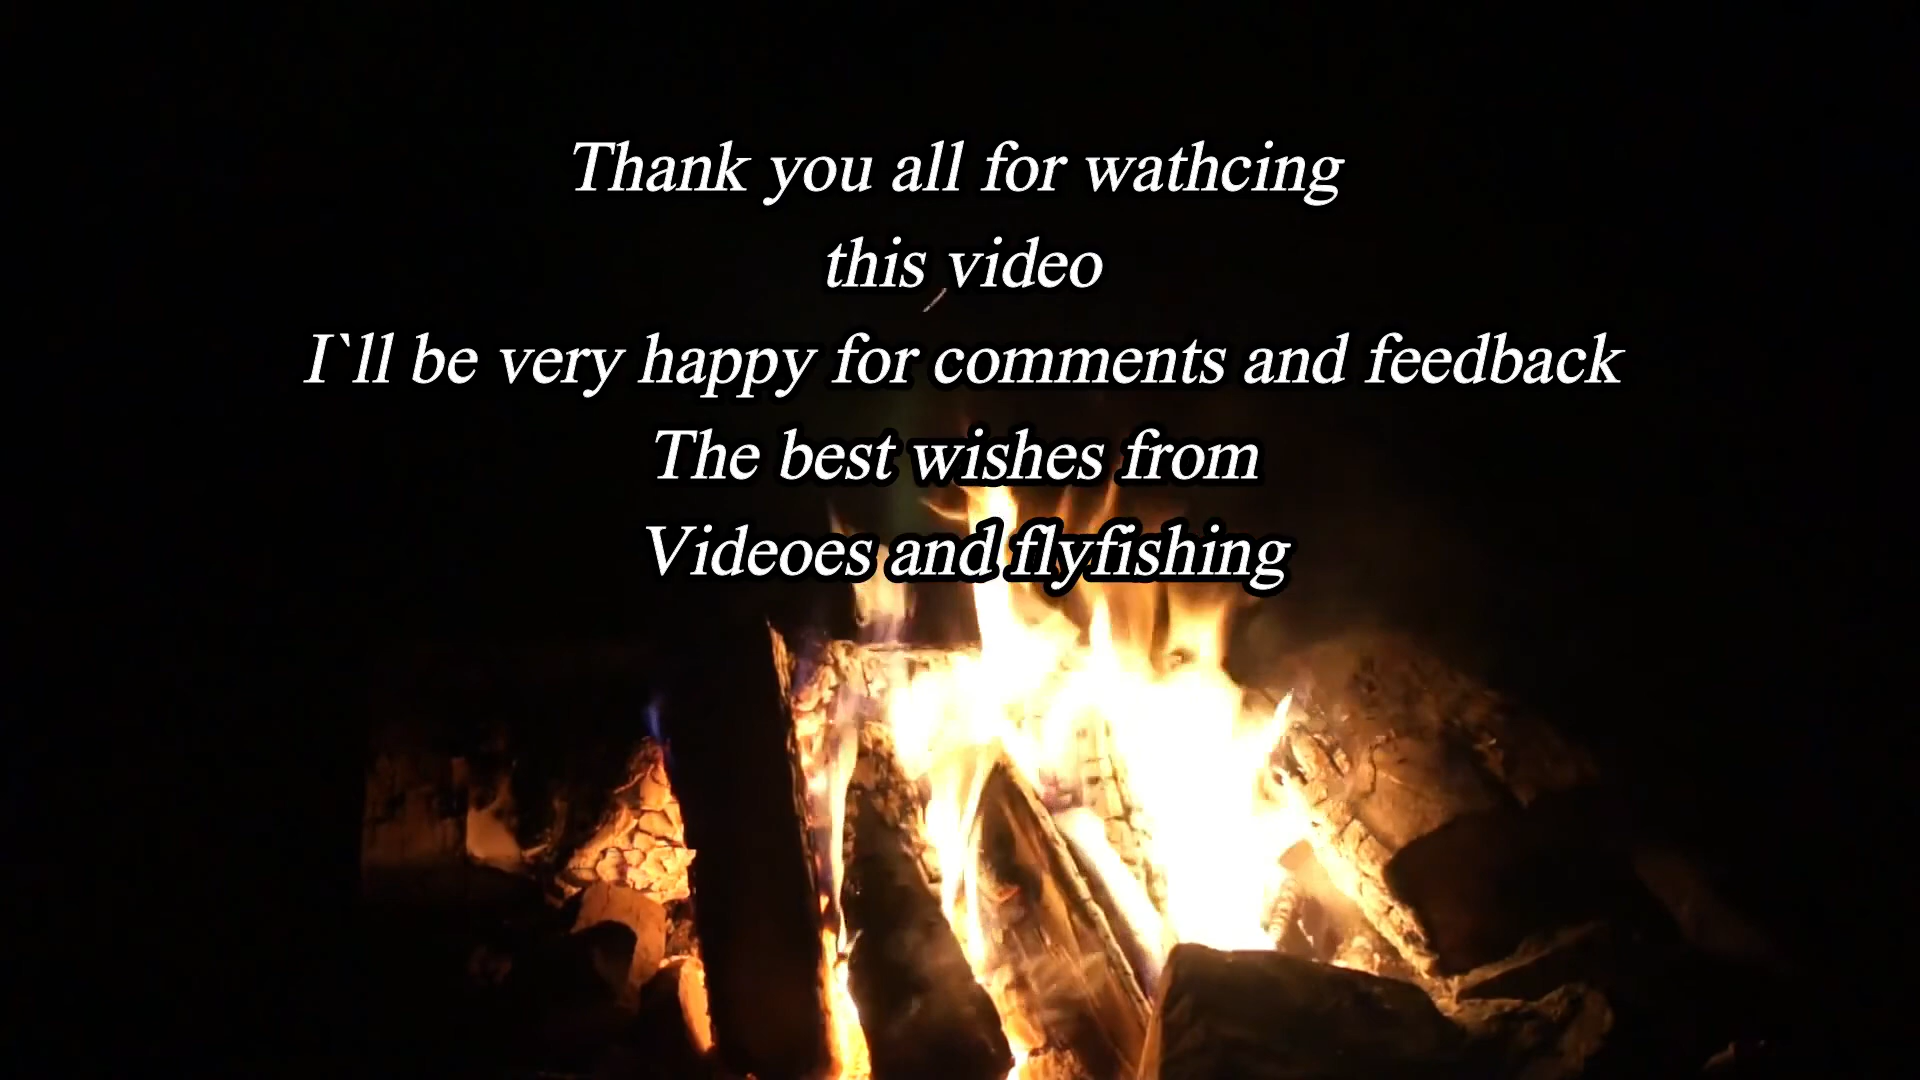 Thank you all for wathcing
this video
I`ll be very happy for comments and feedback
The best wishes from
Videoes and flyfishing